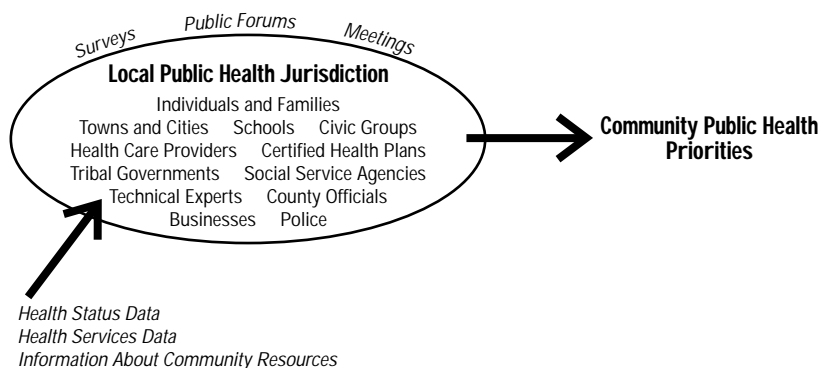 Surveys
Public Forums
Meetings
Local Public Health Jurisdiction
Individuals and Families
Towns and Cities Schools Civic Groups
Health Care Providers Certified Health Plans
Tribal Governments Social Service Agencies
Technical Experts County Officials
Businesses Police
Community Public Health
Priorities
Health Status Data
Health Services Data
Information About Community Resources